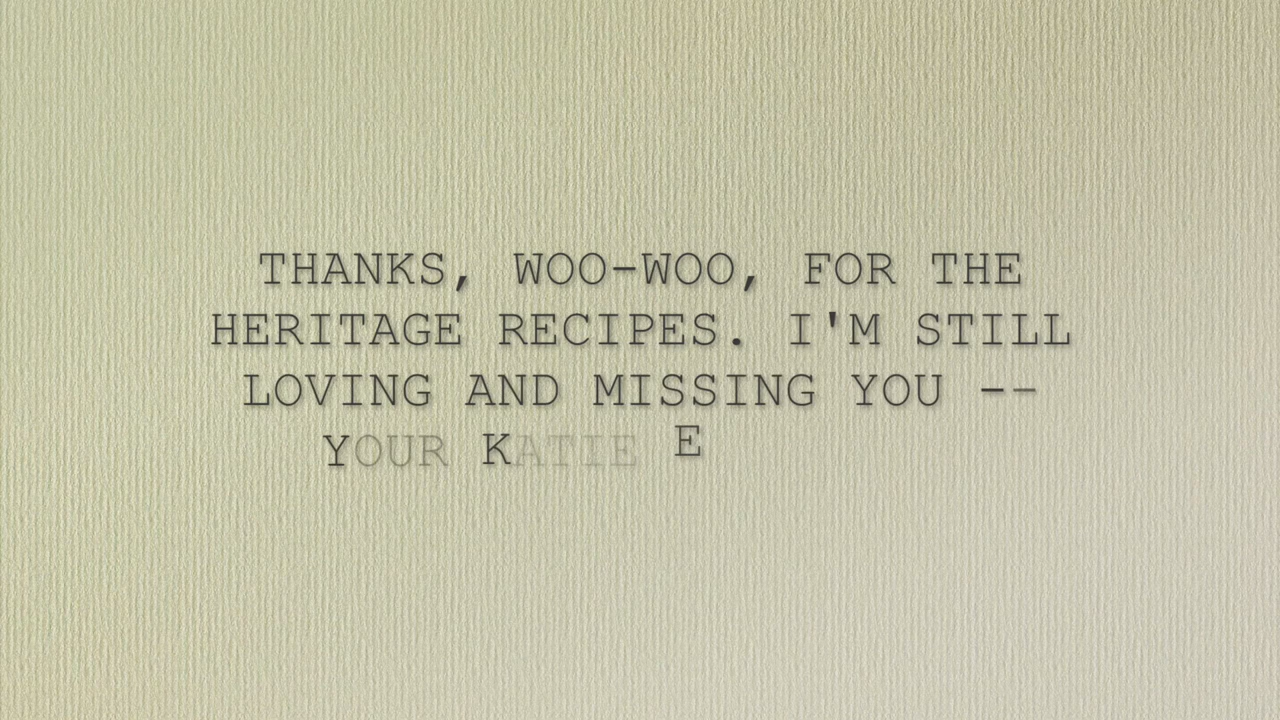 THANKS, WOO-WOO, FOR THE
HERITAGE RECIPES. I'M STILL
LOVING AND MISSING YOU --
YOUR KATIE E